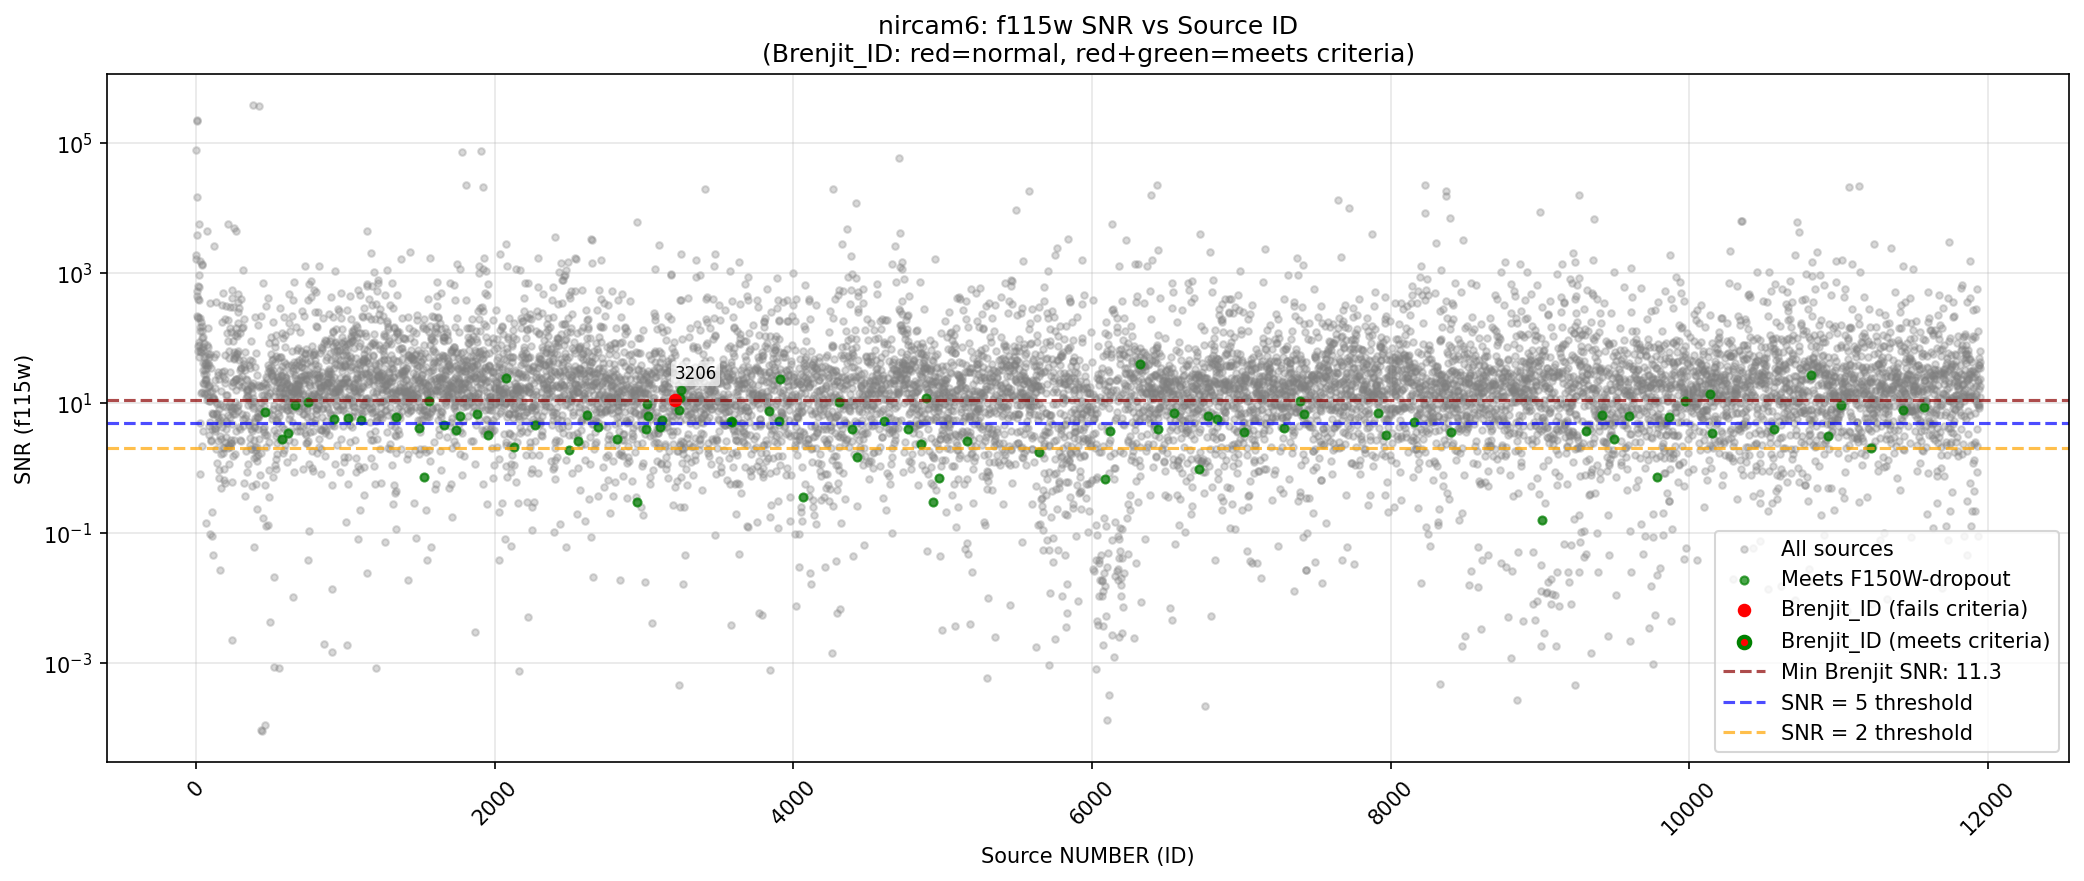 nircam6: f115w SNR vs Source ID
(Brenjit_ID: red=normal, red+green=meets criteria)
SNR (f115w)
10^5
10^3
10^1
10^-1
10^-3
3206
All sources
Meets F150W-dropout
Brenjit_ID (fails criteria)
Brenjit_ID (meets criteria)
Min Brenjit SNR: 11.3
SNR = 5 threshold
SNR = 2 threshold
0
2000
4000
6000
8000
10000
12000
Source NUMBER (ID)